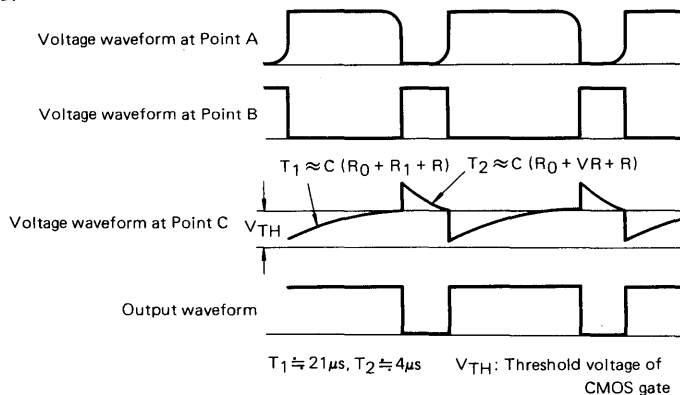 Voltage waveform at Point A
Voltage waveform at Point B
T1 ≈ C (R0 + R1 + R)
T2 ≈ C (R0 + VR + R)
Voltage waveform at Point C
VTH
Output waveform
T1 ≒ 21μs, T2 ≒ 4μs
VTH : Threshold voltage of
CMOS gate